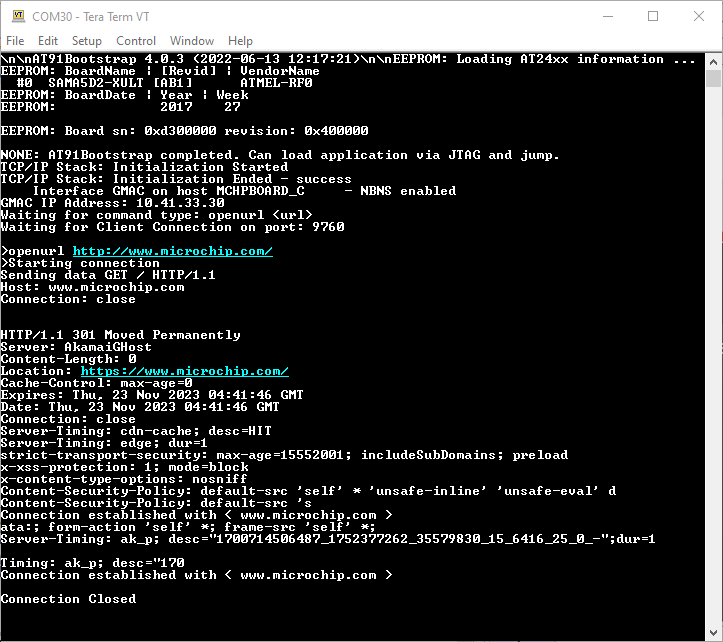 COM30 - Tera Term VT
File Edit Setup Control Window Help
\n\nAT91Bootstrap 4.0.3 (2022-06-13 12:17:21)\n\nEEPROM: Loading AT24xx information ...
EEPROM: BoardName | [Revid] | VendorName
  #0  SAMA5D2-XULT [AB1]      ATMEL-RF0
EEPROM: BoardDate | Year | Week
EEPROM:             2017    27

EEPROM: Board sn: 0xd300000 revision: 0x400000

NONE: AT91Bootstrap completed. Can load application via JTAG and jump.
TCP/IP Stack: Initialization Started
TCP/IP Stack: Initialization Ended - success
    Interface GMAC on host MCHPBOARD_C     - NBNS enabled
GMAC IP Address: 10.41.33.30
Waiting for command type: openurl <url>
Waiting for Client Connection on port: 9760

>openurl http://www.microchip.com/
>Starting connection
Sending data GET / HTTP/1.1
Host: www.microchip.com
Connection: close

HTTP/1.1 301 Moved Permanently
Server: AkamaiGHost
Content-Length: 0
Location: https://www.microchip.com/
Cache-Control: max-age=0
Expires: Thu, 23 Nov 2023 04:41:46 GMT
Date: Thu, 23 Nov 2023 04:41:46 GMT
Connection: close
Server-Timing: cdn-cache; desc=HIT
Server-Timing: edge; dur=1
strict-transport-security: max-age=15552001; includeSubDomains; preload
x-xss-protection: 1; mode=block
x-content-type-options: nosniff
Content-Security-Policy: default-src 'self' * 'unsafe-inline' 'unsafe-eval' d
Content-Security-Policy: default-src 's
Connection established with < www.microchip.com >
ata:; form-action 'self' *; frame-src 'self' *;
Server-Timing: ak_p; desc="1700714506487_1752377262_35579830_15_6416_25_0_-";dur=1

Timing: ak_p; desc="170
Connection established with < www.microchip.com >

Connection Closed